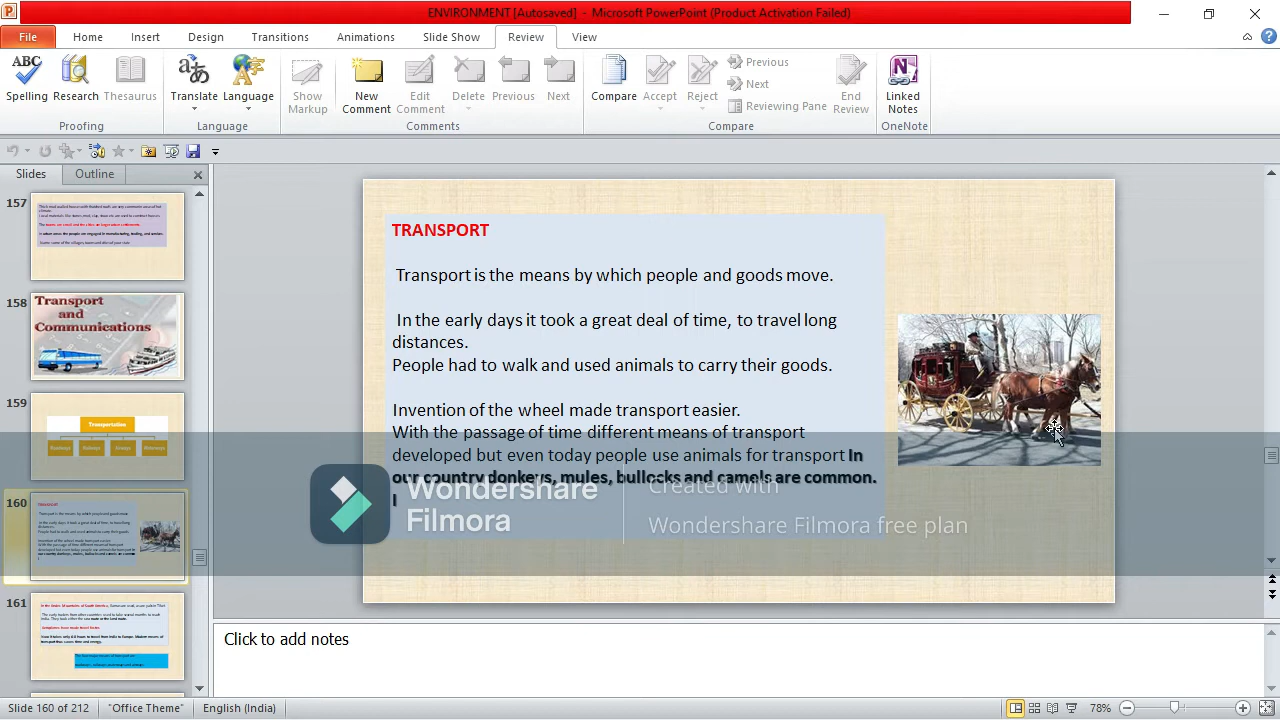 ENVIRONMENT [Autosaved] - Microsoft PowerPoint (Product Activation Failed)
File Home Insert Design Transitions Animations Slide Show Review View
Spelling Research Thesaurus Translate Language Show Markup New Comment Edit Comment Delete Previous Next Compare Accept Reject Previous Next Reviewing Pane End Review Linked Notes
Proofing Language Comments Compare OneNote
Slides Outline
157
158
Transport
and
Communications
159
Transportation
Roadways Railways Airways Waterways
160
161
TRANSPORT
Transport is the means by which people and goods move.
In the early days it took a great deal of time, to travel long
distances.
People had to walk and used animals to carry their goods.
Invention of the wheel made transport easier.
With the passage of time different means of transport
developed but even today people use animals for transport In
our country donkeys, mules, bullocks and camels are common.
I
Wondershare
Filmora
Created with
Wondershare Filmora free plan
Click to add notes
Slide 160 of 212 "Office Theme" English (India) 78%